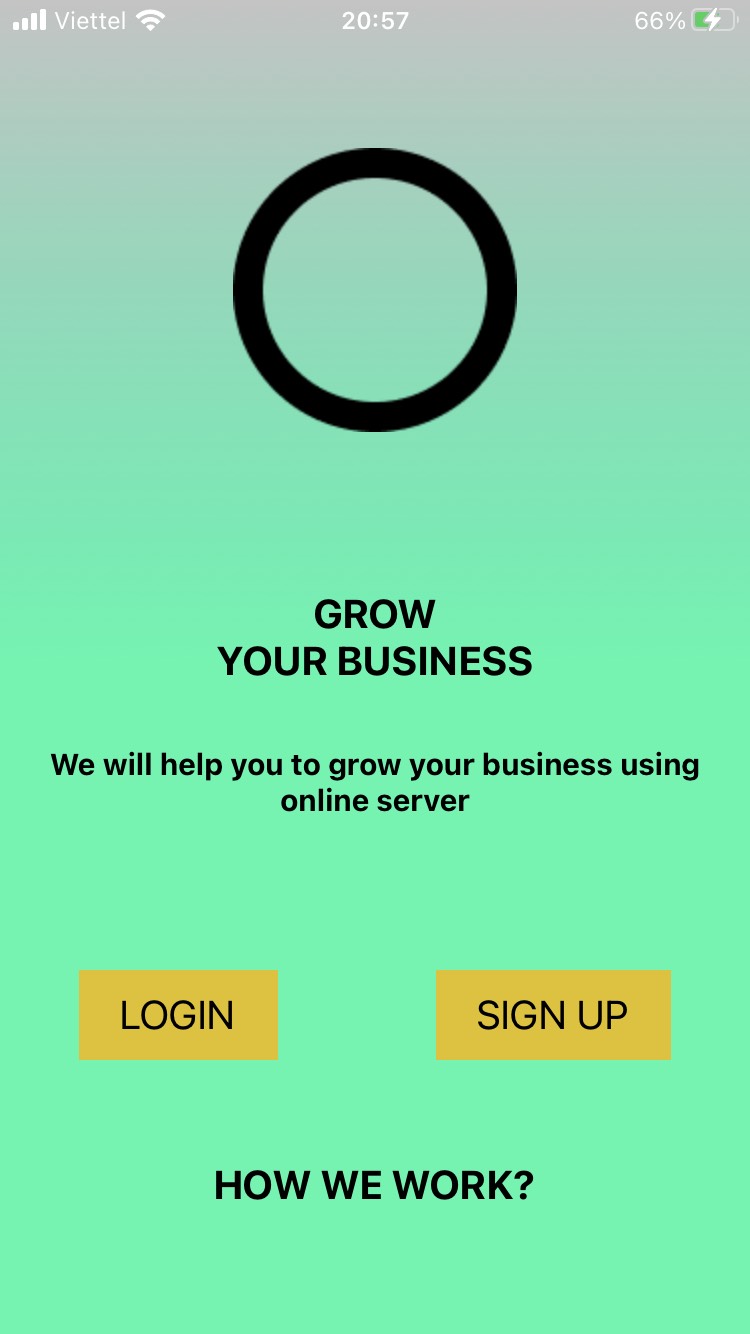 Viettel 20:57 66%
GROW
YOUR BUSINESS
We will help you to grow your business using
online server
LOGIN SIGN UP
HOW WE WORK?